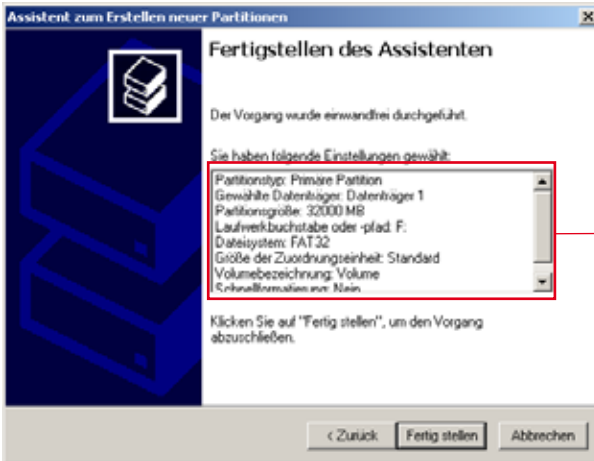 Assistent zum Erstellen neuer Partitionen
Fertigstellen des Assistenten
Der Vorgang wurde einwandfrei durchgeführt.
Sie haben folgende Einstellungen gewählt:
Partitionstyp: Primäre Partition
Gewählte Datenträger: Datenträger 1
Partitionsgröße: 32000 MB
Laufwerkbuchstabe oder -pfad: F:
Dateisystem: FAT32
Größe der Zuordnungseinheit: Standard
Volumebezeichnung: Volume
Schnellformatierung: Nein
Klicken Sie auf "Fertig stellen", um den Vorgang
abzuschließen.
< Zurück Fertig stellen Abbrechen